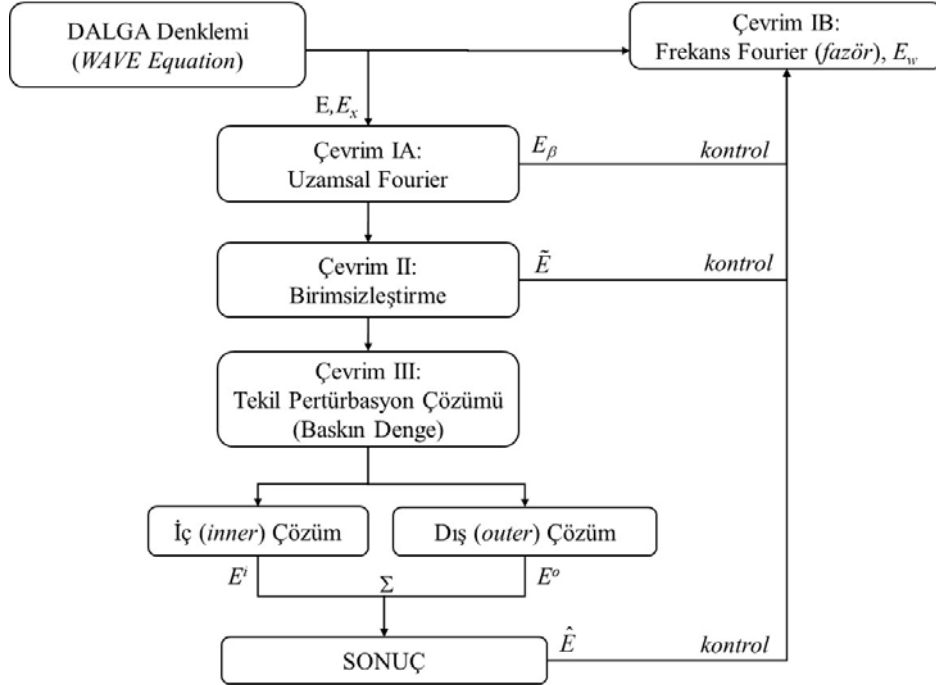 DALGA Denklemi
(WAVE Equation)
Çevrim IB:
Frekans Fourier (fazör), E_w
E,E_x
Çevrim IA:
Uzamsal Fourier
E_β
kontrol
Çevrim II:
Birimsizleştirme
Ẽ
kontrol
Çevrim III:
Tekil Pertürbasyon Çözümü
(Baskın Denge)
İç (inner) Çözüm
Dış (outer) Çözüm
E^i
Σ
E^o
SONUÇ
Ê
kontrol